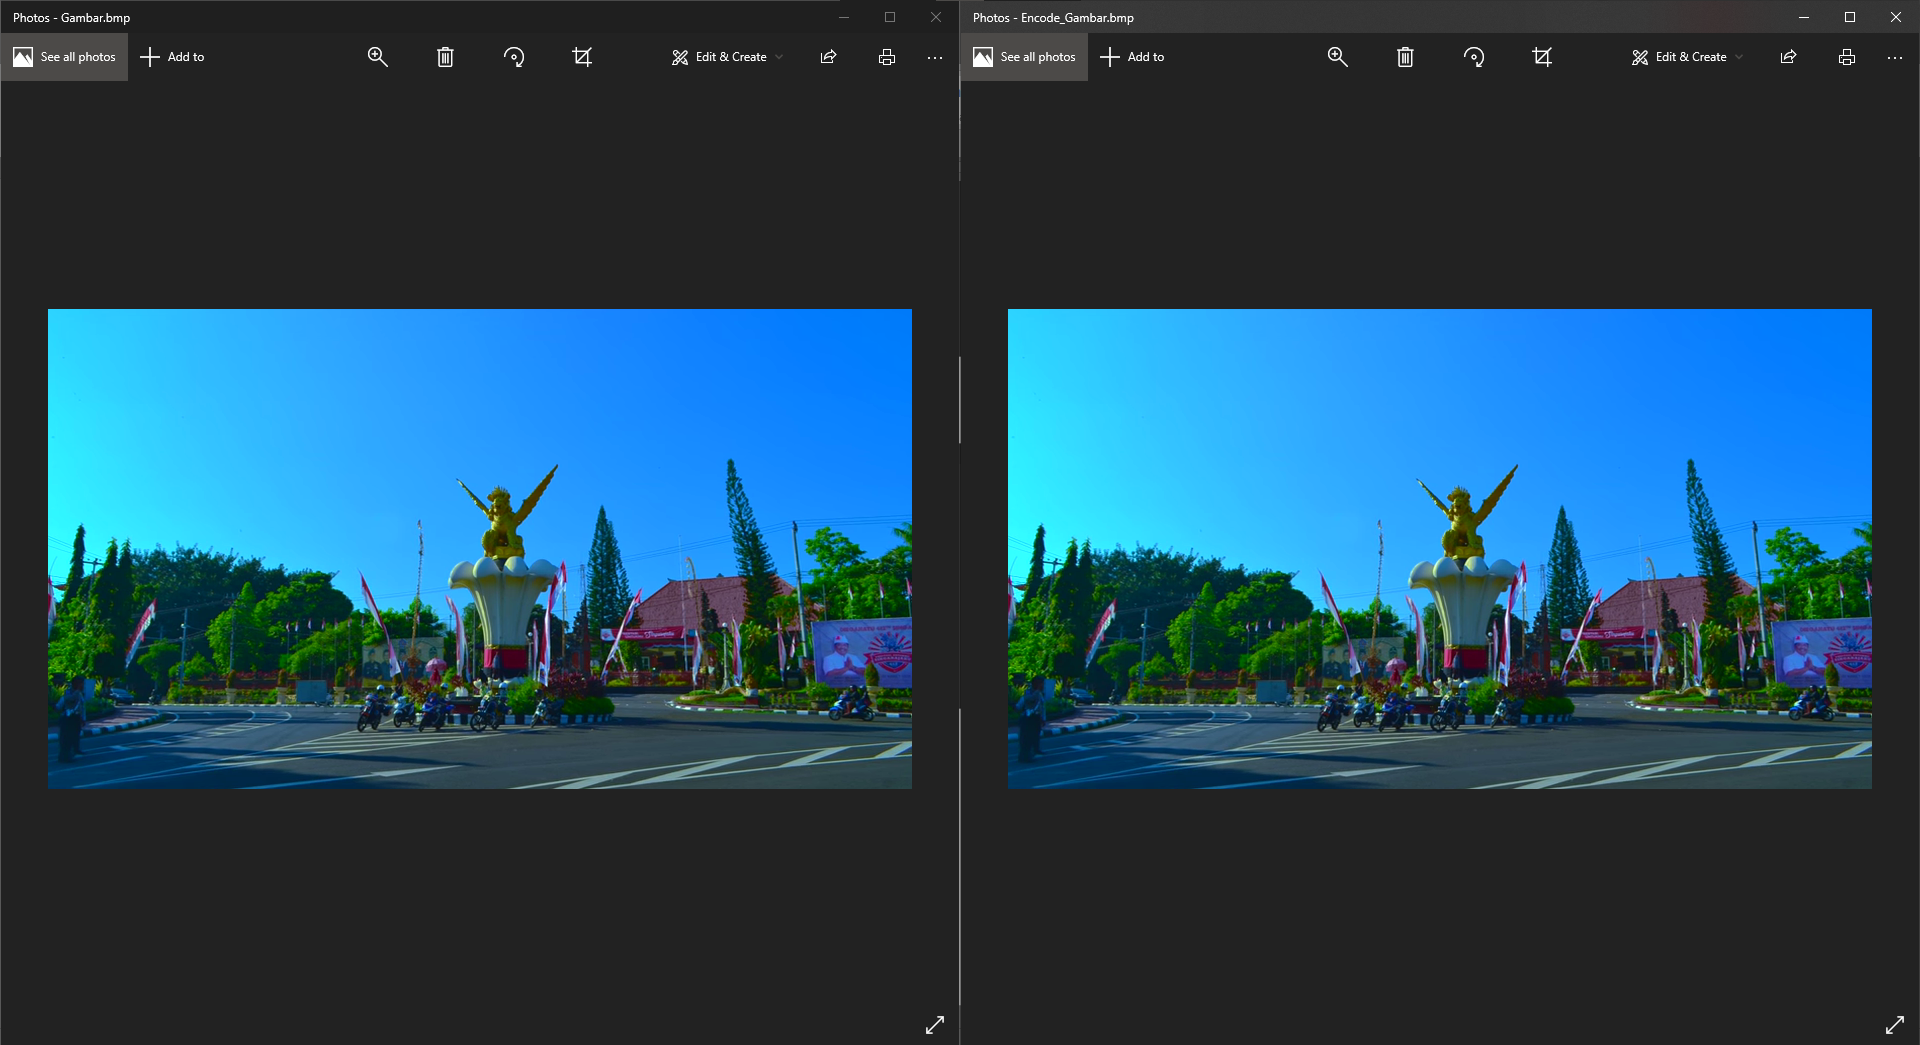 Photos - Gambar.bmp
See all photos
Add to
Edit & Create
Photos - Encode_Gambar.bmp
See all photos
Add to
Edit & Create